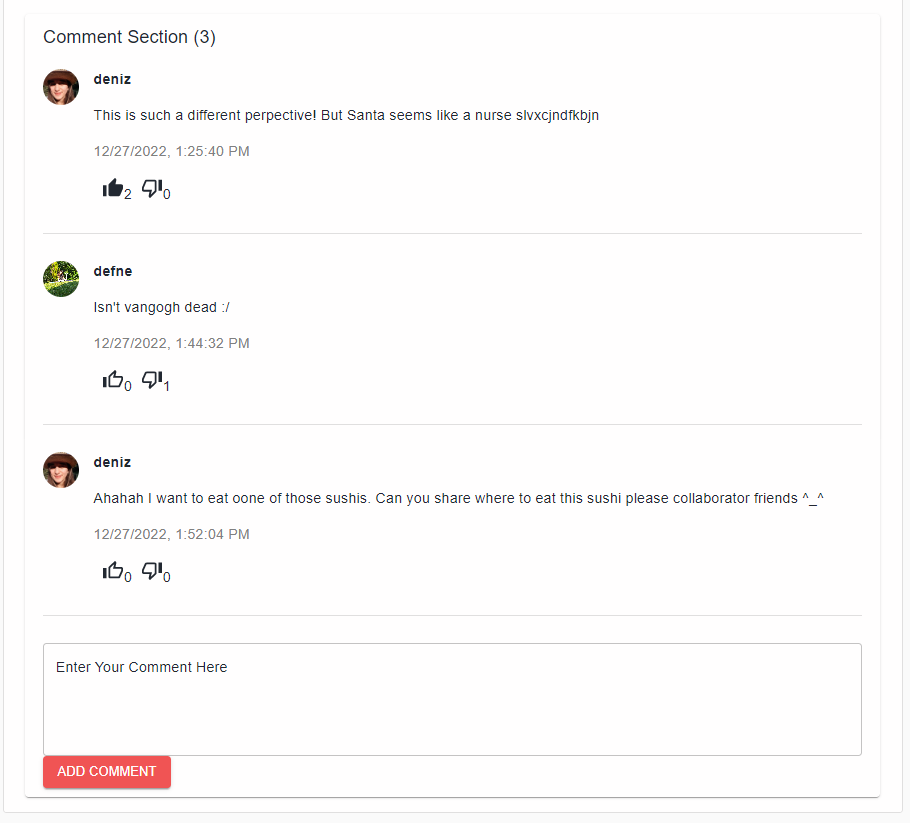 Comment Section (3)
deniz
This is such a different perpective! But Santa seems like a nurse slvxcjndfkbjn
12/27/2022, 1:25:40 PM
2 0
defne
Isn't vangogh dead :/
12/27/2022, 1:44:32 PM
0 1
deniz
Ahahah I want to eat oone of those sushis. Can you share where to eat this sushi please collaborator friends ^_^
12/27/2022, 1:52:04 PM
0 0
Enter Your Comment Here
ADD COMMENT